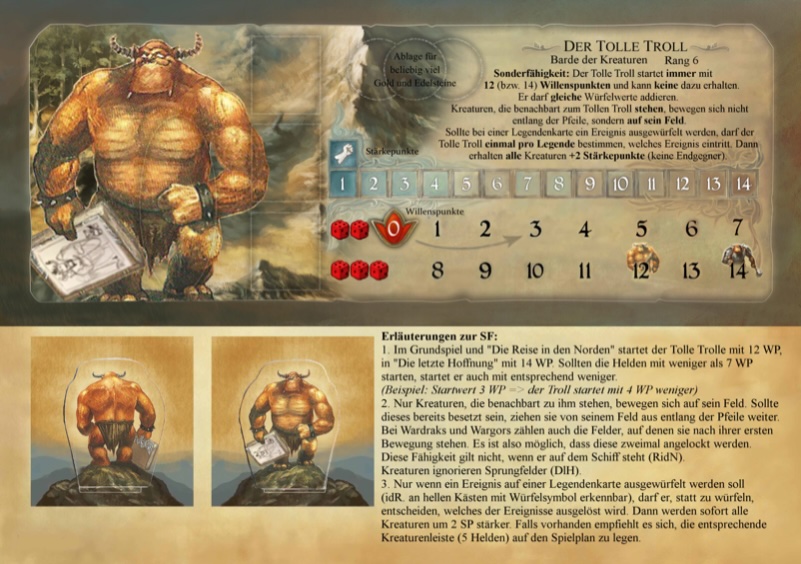 DER TOLLE TROLL
Barde der Kreaturen Rang 6
Ablage für
beliebig viel
Gold und Edelsteine
Sonderfähigkeit: Der Tolle Troll startet immer mit
12 (bzw. 14) Willenspunkten und kann keine dazu erhalten.
Er darf gleiche Würfelwerte addieren.
Kreaturen, die benachbart zum Tollen Troll stehen, bewegen sich nicht
entlang der Pfeile, sondern auf sein Feld.
Sollte bei einer Legendenkarte ein Ereignis ausgewürfelt werden, darf der
Tolle Troll einmal pro Legende bestimmen, welches Ereignis eintritt. Dann
erhalten alle Kreaturen +2 Stärkepunkte (keine Endgegner).
Stärkepunkte
1 2 3 4 5 6 7 8 9 10 11 12 13 14
Willenspunkte
0 1 2 3 4 5 6 7
8 9 10 11 12 13 14
Erläuterungen zur SF:
1. Im Grundspiel und "Die Reise in den Norden" startet der Tolle Trolle mit 12 WP,
in "Die letzte Hoffnung" mit 14 WP. Sollten die Helden mit weniger als 7 WP
starten, startet er auch mit entsprechend weniger.
(Beispiel: Startwert 3 WP => der Troll startet mit 4 WP weniger)
2. Nur Kreaturen, die benachbart zu ihm stehen, bewegen sich auf sein Feld. Sollte
dieses bereits besetzt sein, ziehen sie von seinem Feld aus entlang der Pfeile weiter.
Bei Wardraks und Wargors zählen auch die Felder, auf denen sie nach ihrer ersten
Bewegung stehen. Es ist also möglich, dass diese zweimal angelockt werden.
Diese Fähigkeit gilt nicht, wenn er auf dem Schiff steht (RidN).
Kreaturen ignorieren Sprungfelder (DlH).
3. Nur wenn ein Ereignis auf einer Legendenkarte ausgewürfelt werden soll
(idR. an hellen Kästen mit Würfelsymbol erkennbar), darf er, statt zu würfeln,
entscheiden, welches der Ereignisse ausgelöst wird. Dann werden sofort alle
Kreaturen um 2 SP stärker. Falls vorhanden empfiehlt es sich, die entsprechende
Kreaturenleiste (5 Helden) auf den Spielplan zu legen.